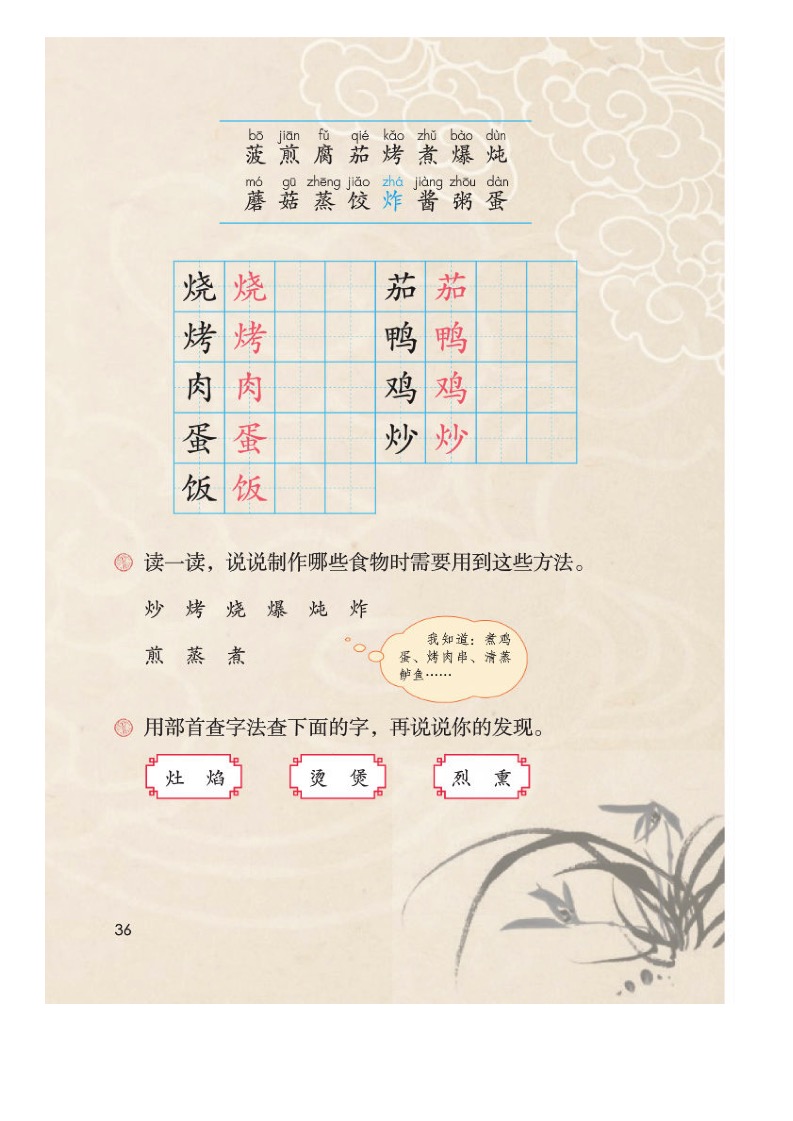 bō jiān fǔ qié kǎo zhǔ bào dùn
菠 煎 腐 茄 烤 煮 爆 炖
mó gū zhēng jiǎo zhá jiàng zhōu dàn
蘑 菇 蒸 饺 炸 酱 粥 蛋
烧 烧 茄 茄
烤 烤 鸭 鸭
肉 肉 鸡 鸡
蛋 蛋 炒 炒
饭 饭
读一读，说说制作哪些食物时需要用到这些方法。
炒 烤 烧 爆 炖 炸
煎 蒸 煮
我知道：煮鸡
蛋、烤肉串、清蒸
鲈鱼……
用部首查字法查下面的字，再说说你的发现。
灶 焰 烫 煲 烈 熏
36